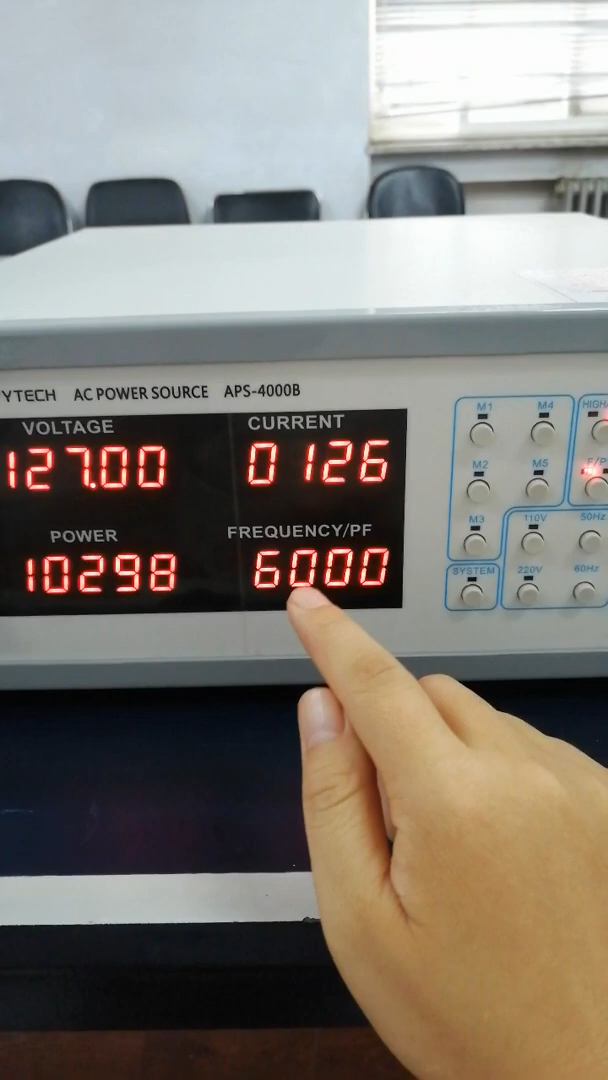 YTECH AC POWER SOURCE APS-4000B
VOLTAGE CURRENT
127.00 0126
POWER FREQUENCY/PF
10298 6000
M1 M4 HIGH
M2 M5 F/P
M3 110V 50Hz
SYSTEM 220V 60Hz